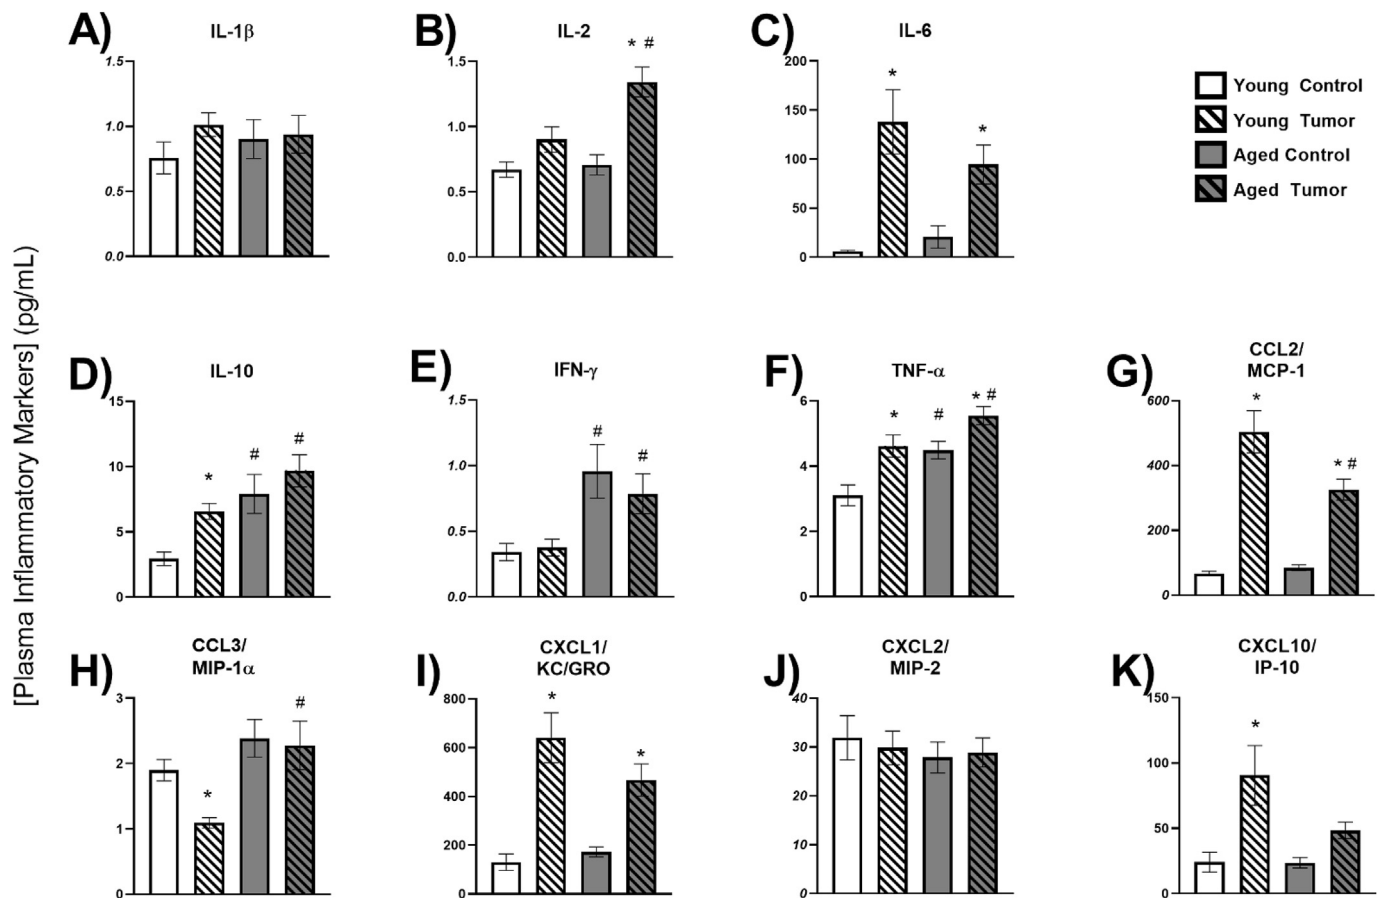 [Plasma Inflammatory Markers] (pg/mL)
A)
IL-1β
1.5
1.0
0.5
0.0
B)
IL-2
* #
1.5
1.0
0.5
0.0
C)
IL-6
200
150
100
50
0
*
*
Young Control
Young Tumor
Aged Control
Aged Tumor
D)
IL-10
15
10
5
0
*
#
#
E)
IFN-γ
1.5
1.0
0.5
0.0
#
#
F)
TNF-α
6
4
2
0
*
#
* #
G)
CCL2/
MCP-1
600
400
200
0
*
* #
H)
CCL3/
MIP-1α
3
2
1
0
*
#
I)
CXCL1/
KC/GRO
800
600
400
200
0
*
*
J)
CXCL2/
MIP-2
40
30
20
10
0
K)
CXCL10/
IP-10
150
100
50
0
*